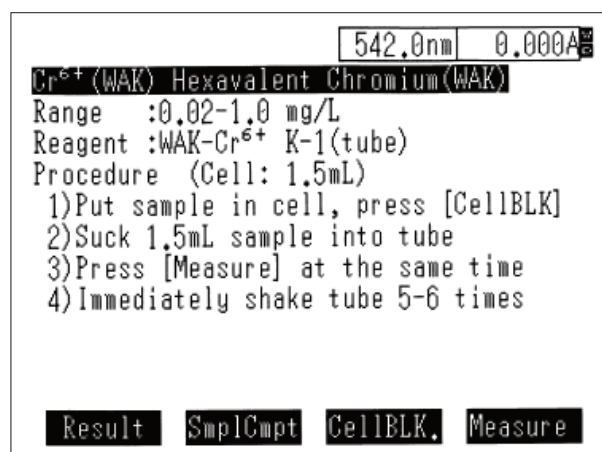 542.0nm 0.000A
Cr⁶⁺(WAK) Hexavalent Chromium(WAK)
Range :0.02-1.0 mg/L
Reagent :WAK-Cr⁶⁺ K-1(tube)
Procedure (Cell: 1.5mL)
1)Put sample in cell, press [CellBLK]
2)Suck 1.5mL sample into tube
3)Press [Measure] at the same time
4)Immediately shake tube 5-6 times
Result SmplCmpt CellBLK. Measure